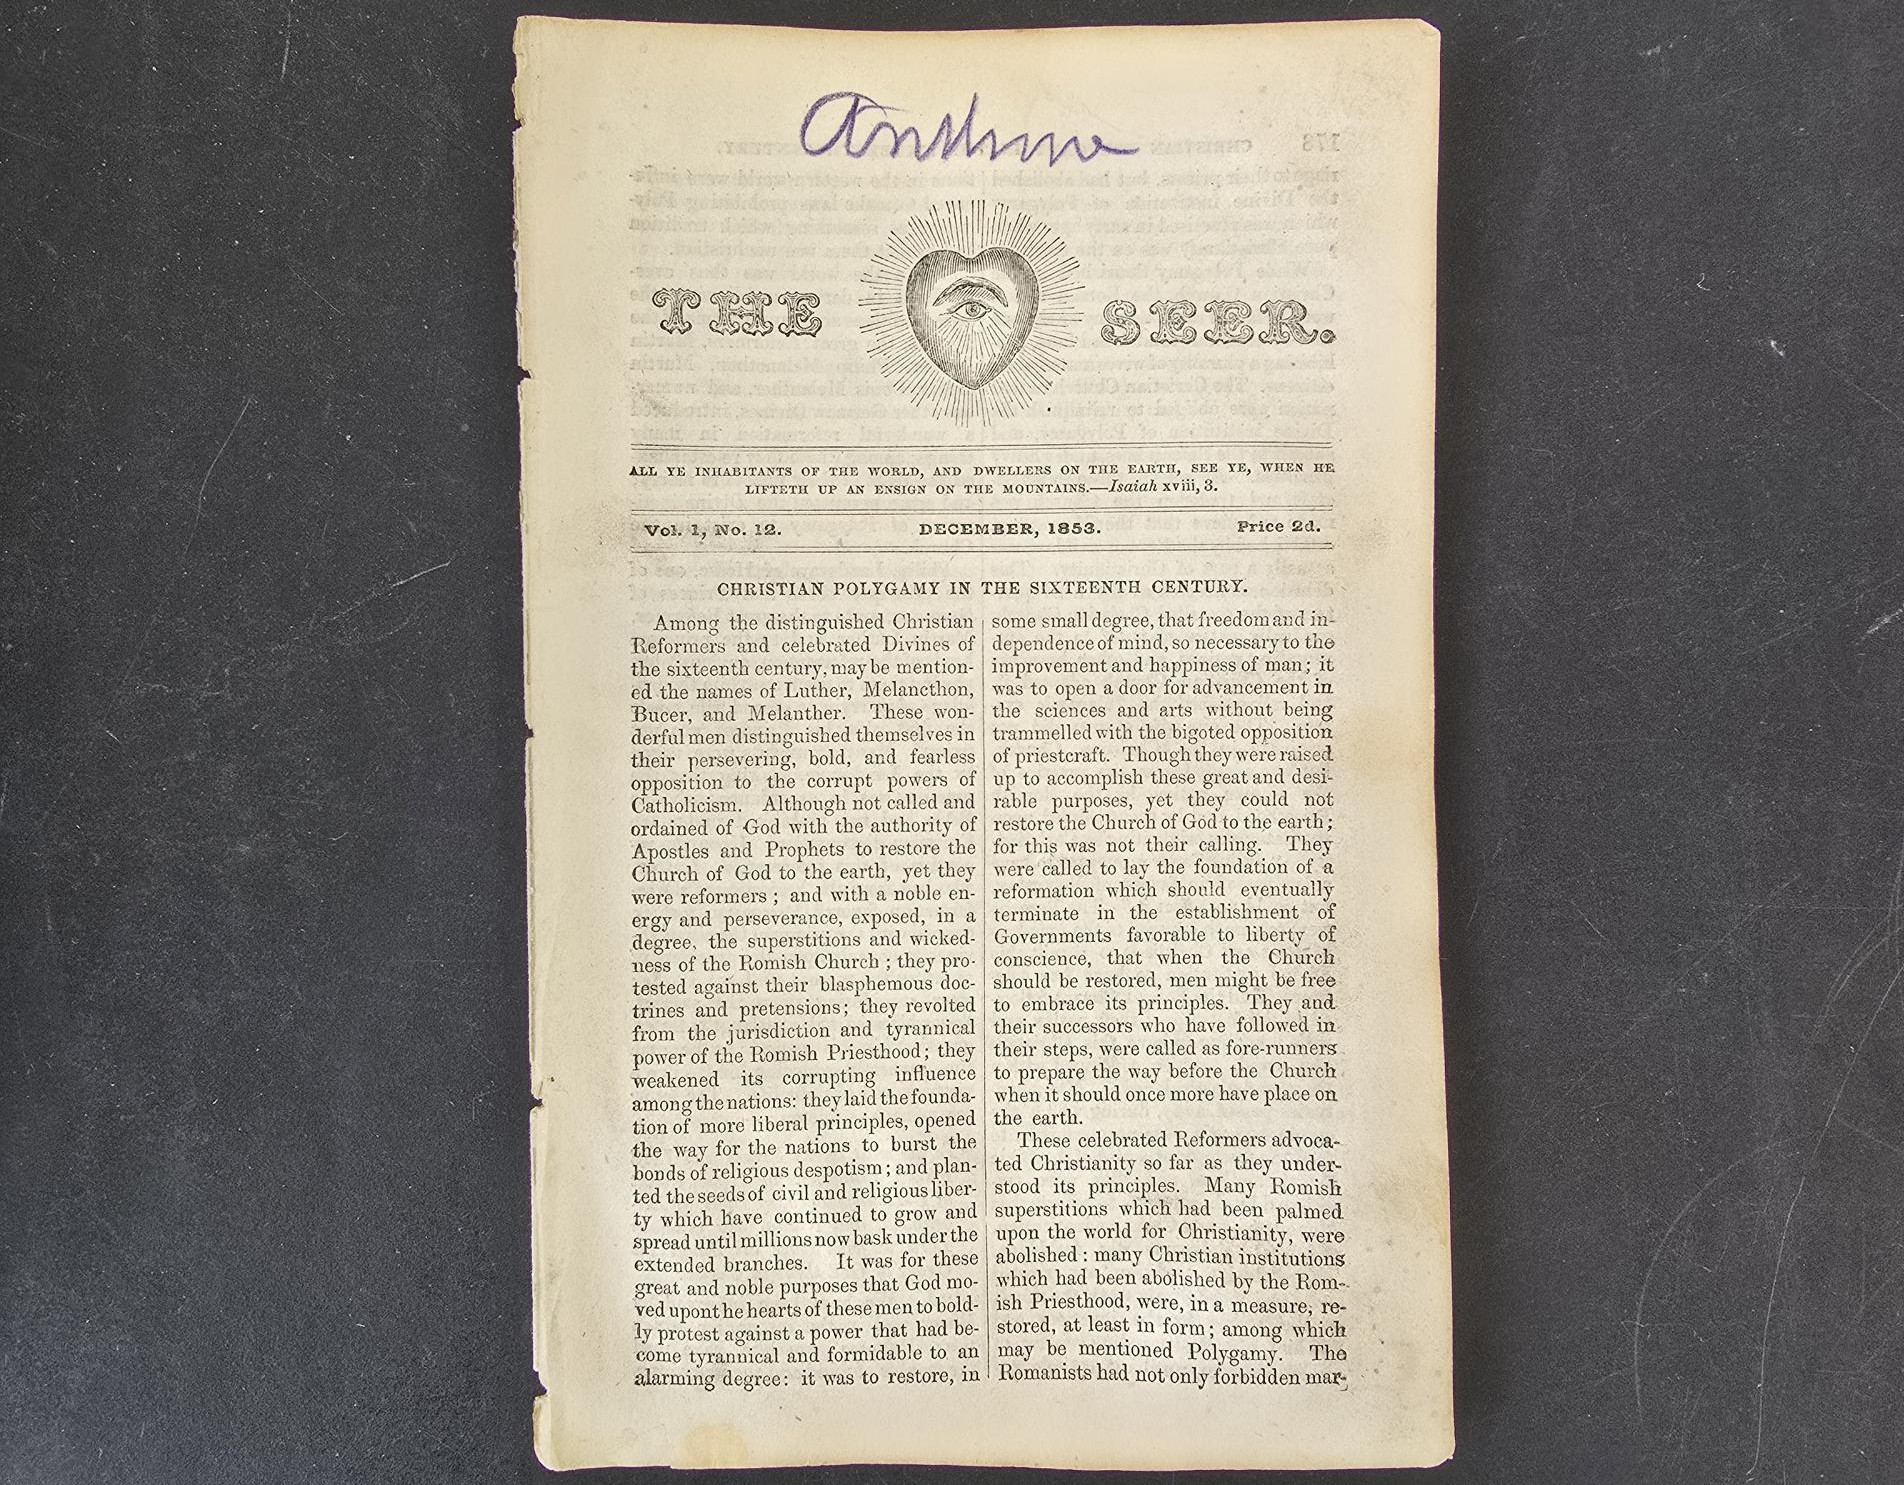 THE SEER.
ALL YE INHABITANTS OF THE WORLD, AND DWELLERS ON THE EARTH, SEE YE, WHEN HE
LIFTETH UP AN ENSIGN ON THE MOUNTAINS.—Isaiah xviii, 3.
Vol. 1, No. 12. DECEMBER, 1853. Price 2d.
CHRISTIAN POLYGAMY IN THE SIXTEENTH CENTURY.
Among the distinguished Christian
Reformers and celebrated Divines of
the sixteenth century, may be mention-
ed the names of Luther, Melancthon,
Bucer, and Melanther. These won-
derful men distinguished themselves in
their persevering, bold, and fearless
opposition to the corrupt powers of
Catholicism. Although not called and
ordained of God with the authority of
Apostles and Prophets to restore the
Church of God to the earth, yet they
were reformers ; and with a noble en-
ergy and perseverance, exposed, in a
degree, the superstitions and wicked-
ness of the Romish Church ; they pro-
tested against their blasphemous doc-
trines and pretensions; they revolted
from the jurisdiction and tyrannical
power of the Romish Priesthood; they
weakened its corrupting influence
among the nations: they laid the founda-
tion of more liberal principles, opened
the way for the nations to burst the
bonds of religious despotism; and plan-
ted the seeds of civil and religious liber-
ty which have continued to grow and
spread until millions now bask under the
extended branches. It was for these
great and noble purposes that God mo-
ved upont he hearts of these men to bold-
ly protest against a power that had be-
come tyrannical and formidable to an
alarming degree: it was to restore, in
some small degree, that freedom and in-
dependence of mind, so necessary to the
improvement and happiness of man; it
was to open a door for advancement in
the sciences and arts without being
trammelled with the bigoted opposition
of priestcraft. Though they were raised
up to accomplish these great and desi-
rable purposes, yet they could not
restore the Church of God to the earth;
for this was not their calling. They
were called to lay the foundation of a
reformation which should eventually
terminate in the establishment of
Governments favorable to liberty of
conscience, that when the Church
should be restored, men might be free
to embrace its principles. They and
their successors who have followed in
their steps, were called as fore-runners
to prepare the way before the Church
when it should once more have place on
the earth.
These celebrated Reformers advoca-
ted Christianity so far as they under-
stood its principles. Many Romish
superstitions which had been palmed
upon the world for Christianity, were
abolished : many Christian institutions
which had been abolished by the Rom-
ish Priesthood, were, in a measure, re-
stored, at least in form; among which
may be mentioned Polygamy. The
Romanists had not only forbidden mar-